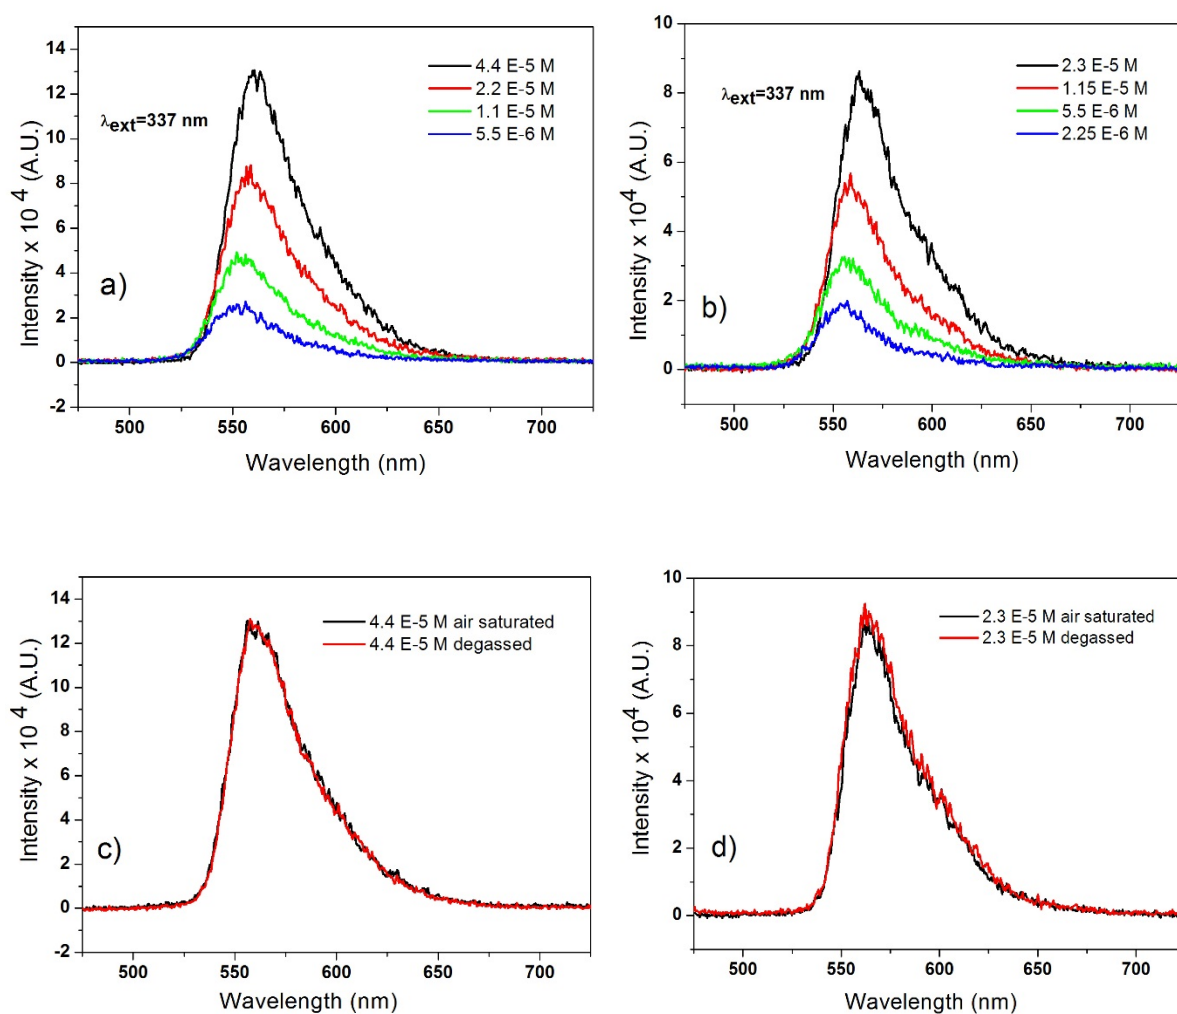 Intensity x 10 4 (A.U.)
14
12
10
8
6
4
2
0
-2
4.4 E-5 M
2.2 E-5 M
1.1 E-5 M
5.5 E-6 M
λext=337 nm
a)
500 550 600 650 700
Wavelength (nm)
Intensity x 10 4 (A.U.)
10
8
6
4
2
0
2.3 E-5 M
1.15 E-5 M
5.5 E-6 M
2.25 E-6 M
λext=337 nm
b)
500 550 600 650 700
Wavelength (nm)
Intensity x 10 4 (A.U.)
14
12
10
8
6
4
2
0
-2
4.4 E-5 M air saturated
4.4 E-5 M degassed
c)
500 550 600 650 700
Wavelength (nm)
Intensity x 10 4 (A.U.)
10
8
6
4
2
0
2.3 E-5 M air saturated
2.3 E-5 M degassed
d)
500 550 600 650 700
Wavelength (nm)